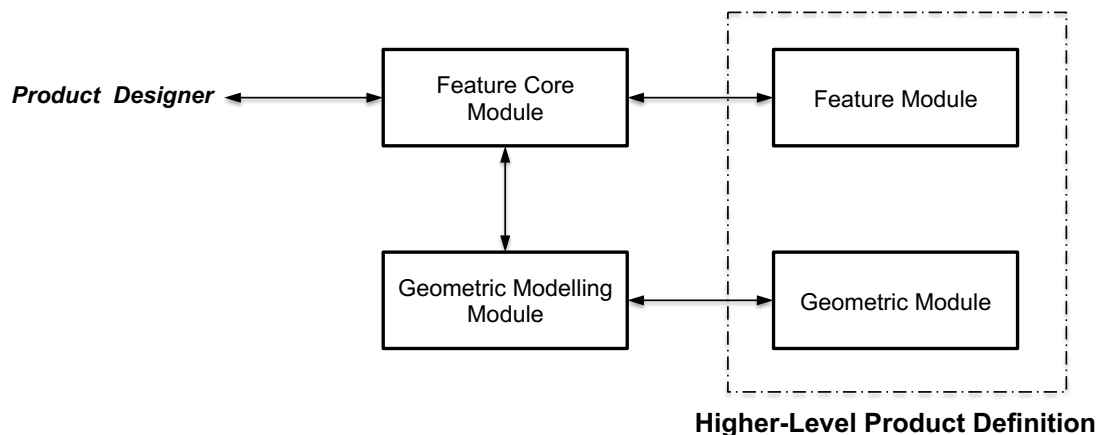 Product Designer
Feature Core
Module
Feature Module
Geometric Modelling
Module
Geometric Module
Higher-Level Product Definition